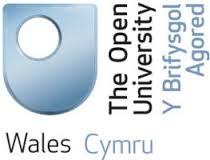 The Open
University
Y Brifysgol
Agored
Wales Cymru